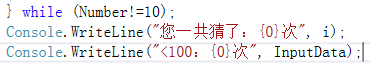 } while (Number!=10);
Console.WriteLine("您一共猜了：{0}次", i);
Console.WriteLine("<100：{0}次", InputData);